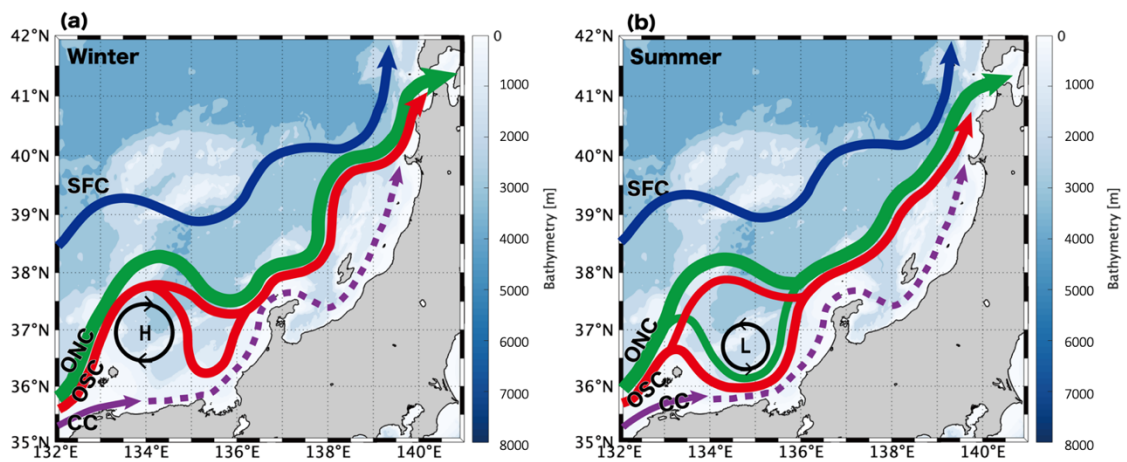 (a)
Winter
42°N
41°N
40°N
39°N
38°N
37°N
36°N
35°N
132°E 134°E 136°E 138°E 140°E
SFC
ONC
OSC
CC
H
0
1000
2000
3000
4000
5000
6000
7000
8000
Bathymetry [m]
(b)
Summer
42°N
41°N
40°N
39°N
38°N
37°N
36°N
35°N
132°E 134°E 136°E 138°E 140°E
SFC
ONC
OSC
CC
L
0
1000
2000
3000
4000
5000
6000
7000
8000
Bathymetry [m]